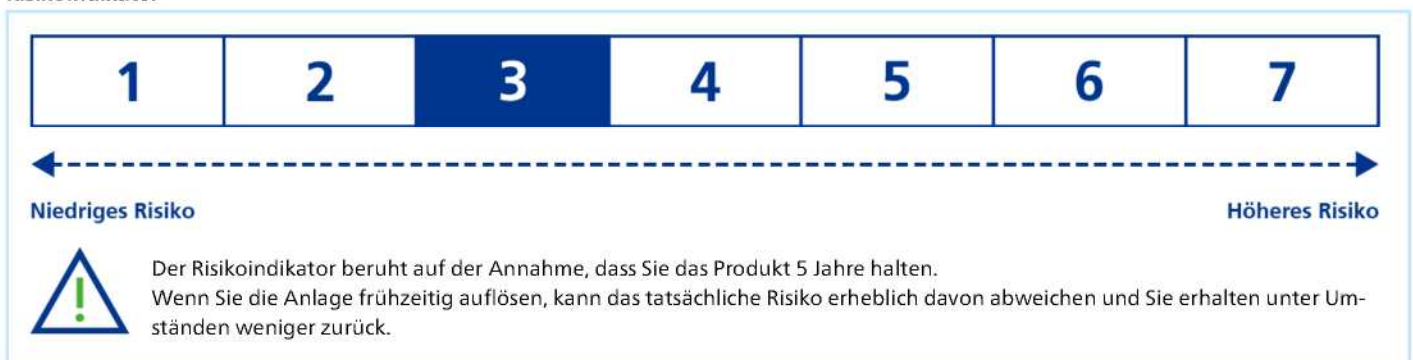 1 2 3 4 5 6 7
Niedriges Risiko Höheres Risiko
Der Risikoindikator beruht auf der Annahme, dass Sie das Produkt 5 Jahre halten.
Wenn Sie die Anlage frühzeitig auflösen, kann das tatsächliche Risiko erheblich davon abweichen und Sie erhalten unter Um-
ständen weniger zurück.